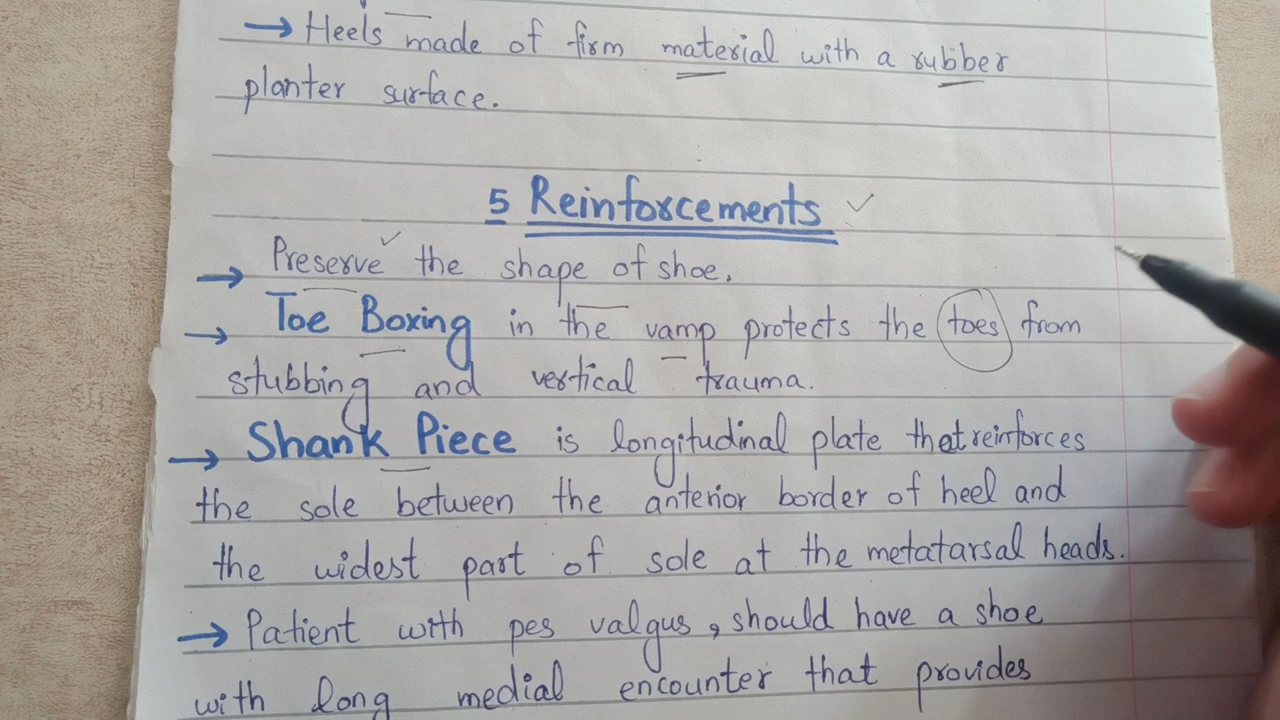 → Heels made of firm material with a rubber
planter surface.
5 Reinforcements ✓
→ Preserve the shape of shoe.
→ Toe Boxing in the vamp protects the toes from
stubbing and vertical trauma.
→ Shank Piece is longitudinal plate that reinforces
the sole between the anterior border of heel and
the widest part of sole at the metatarsal heads.
→ Patient with pes valgus, should have a shoe
with long medial encounter that provides